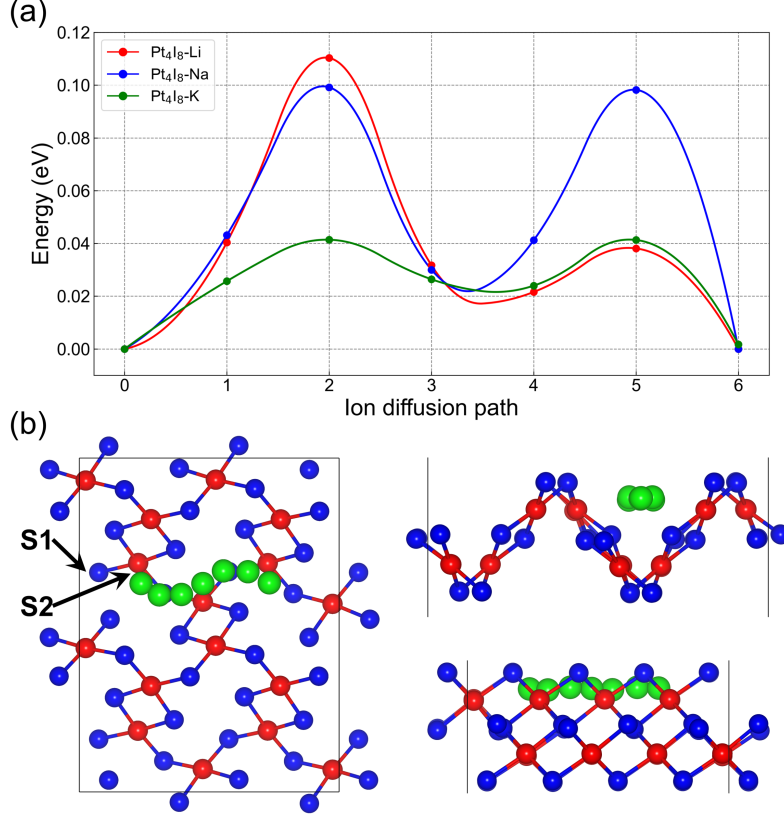 (a)
0.12
0.10
0.08
0.06
0.04
0.02
0.00
Energy (eV)
Pt₄I₈-Li
Pt₄I₈-Na
Pt₄I₈-K
0 1 2 3 4 5 6
Ion diffusion path
(b)
S1
S2